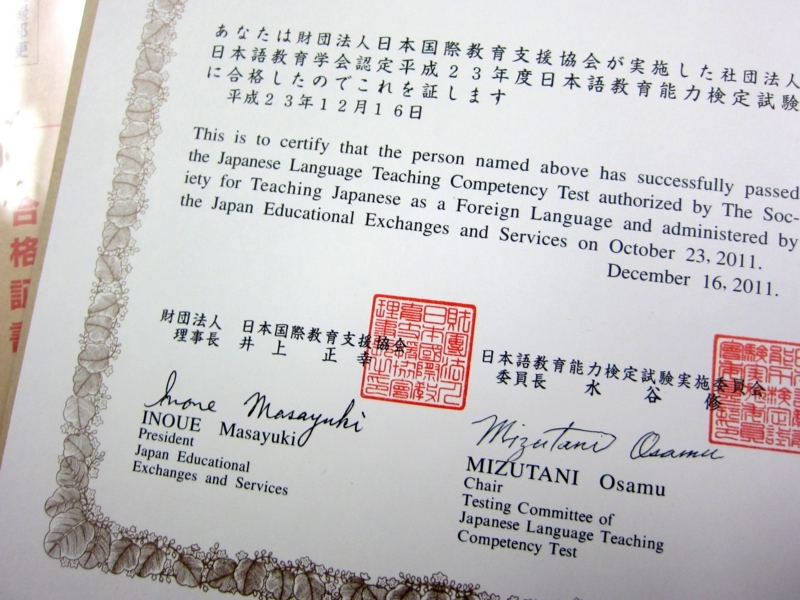 あなたは財団法人日本国際教育支援協会が実施した社団法人
日本語教育学会認定平成２３年度日本語教育能力検定試験
に合格したのでこれを証します
平成２３年１２月１６日
This is to certify that the person named above has successfully passed
the Japanese Language Teaching Competency Test authorized by The Soc-
iety for Teaching Japanese as a Foreign Language and administered by
the Japan Educational Exchanges and Services on October 23, 2011.
December 16, 2011.
財団法人 日本国際教育支援協会
理事長 井上 正幸
Inoue Masayuki
INOUE Masayuki
President
Japan Educational
Exchanges and Services
日本語教育能力検定試験実施委員会
委員長 水谷 修
Mizutani Osamu
MIZUTANI Osamu
Chair
Testing Committee of
Japanese Language Teaching
Competency Test
合格証書